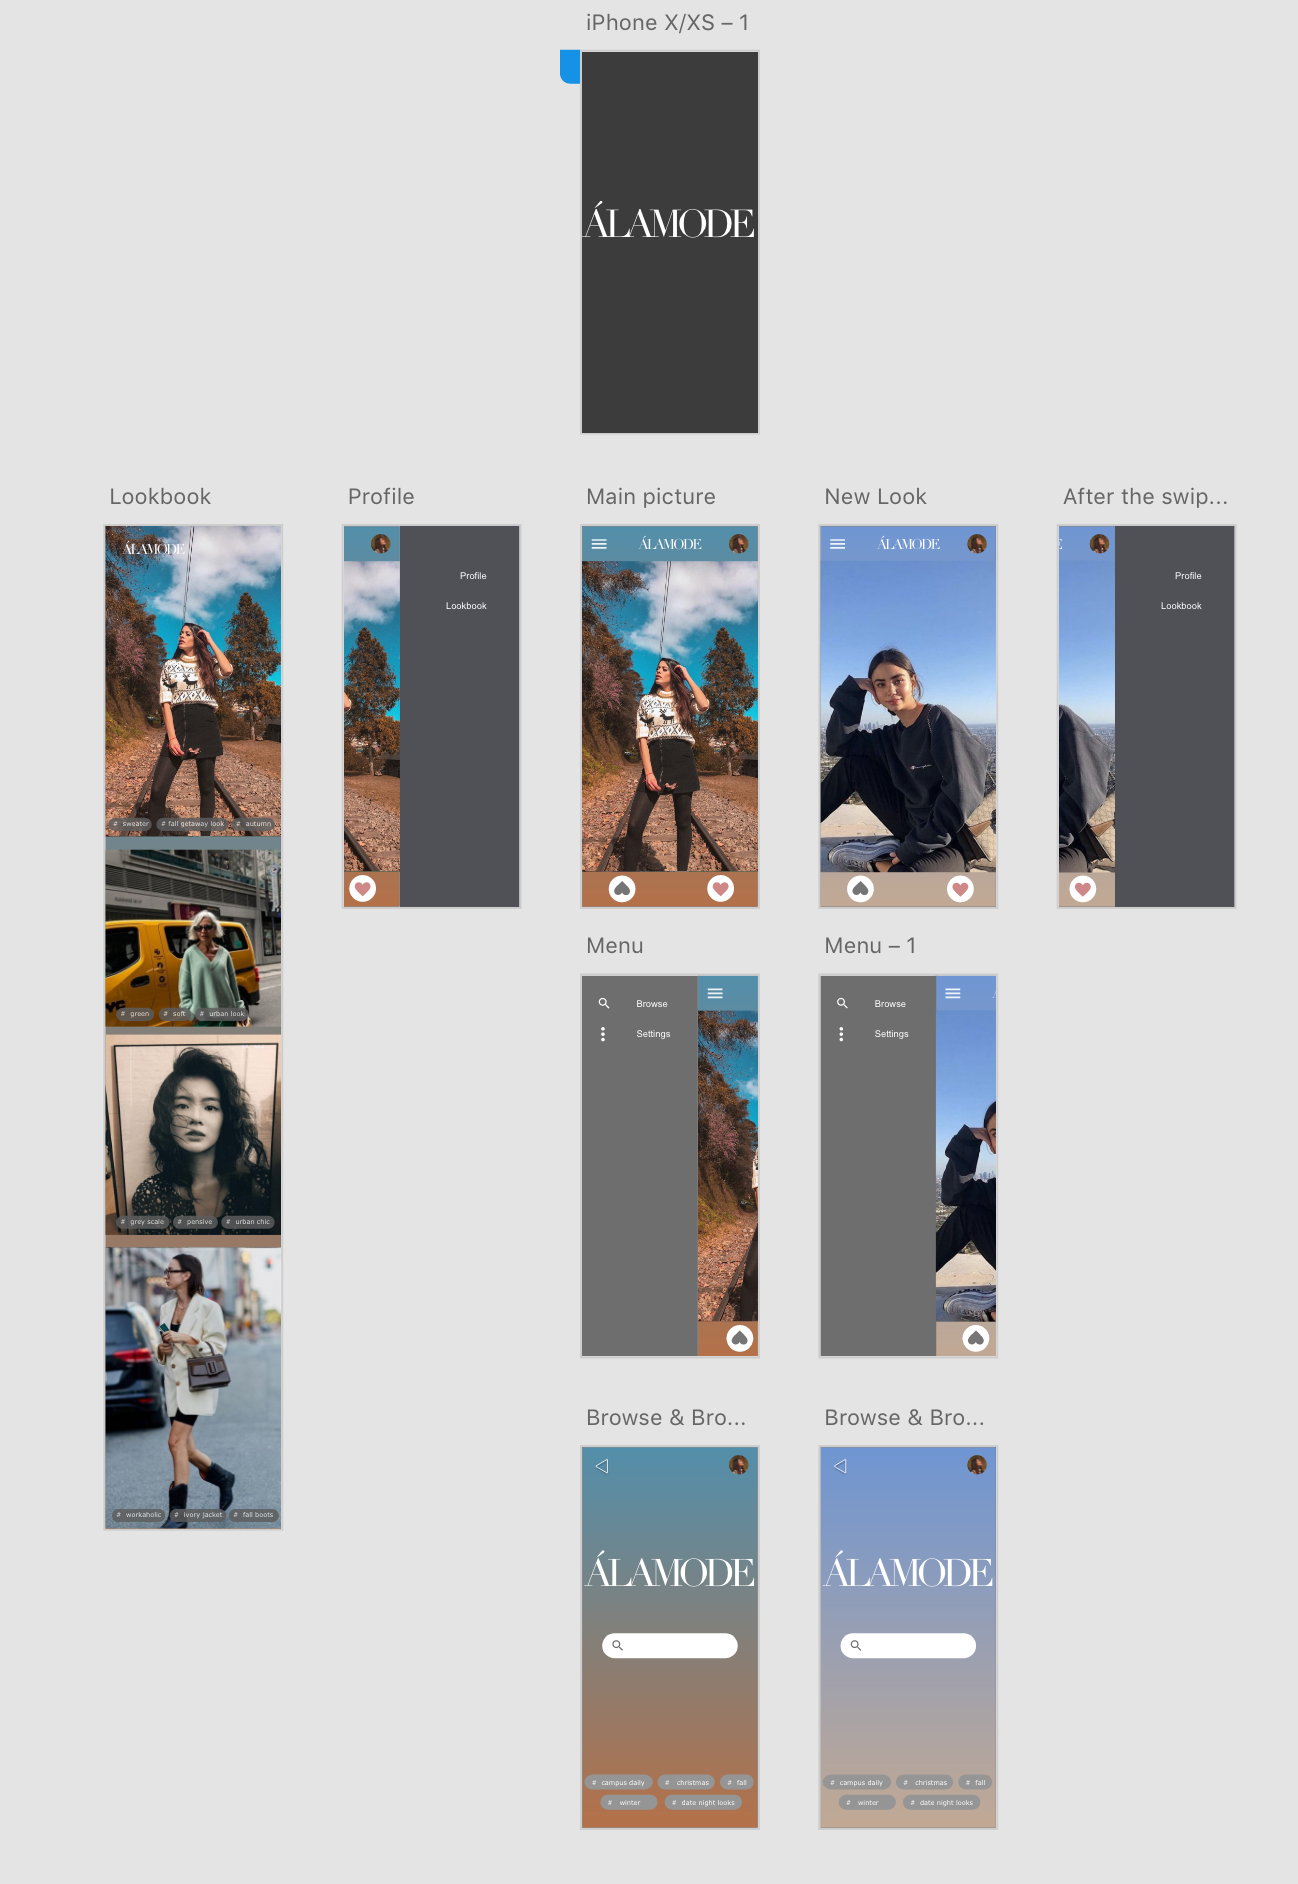 iPhone X/XS – 1
ÁLAMODE
Lookbook
ÁLAMODE
# sweater # fall getaway look # autumn
# green # soft # urban look
# grey scale # pensive # urban chic
# workaholic # ivory jacket # fall boots
Profile
Profile
Lookbook
Main picture
ÁLAMODE
New Look
ÁLAMODE
After the swip...
E
Profile
Lookbook
Menu
Browse
Settings
Menu – 1
Browse
Settings
Browse & Bro...
ÁLAMODE
# campus daily # christmas # fall
# winter # date night looks
Browse & Bro...
ÁLAMODE
# campus daily # christmas # fall
# winter # date night looks